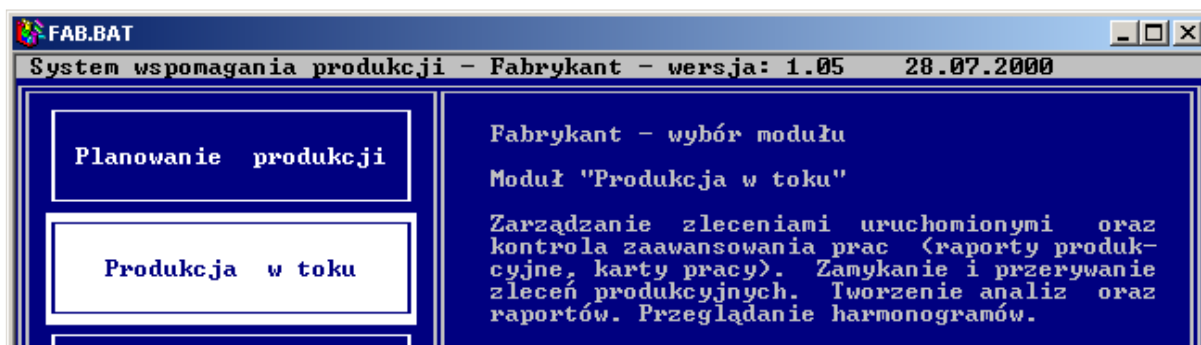 FAB.BAT
System wspomagania produkcji - Fabrykant - wersja: 1.05 28.07.2000
Planowanie produkcji
Produkcja w toku
Fabrykant - wybór modułu
Moduł "Produkcja w toku"
Zarządzanie zleceniami uruchomionymi oraz
kontrola zaawansowania prac (raporty produk-
cyjne, karty pracy). Zamykanie i przerywanie
zleceń produkcyjnych. Tworzenie analiz oraz
raportów. Przeglądanie harmonogramów.